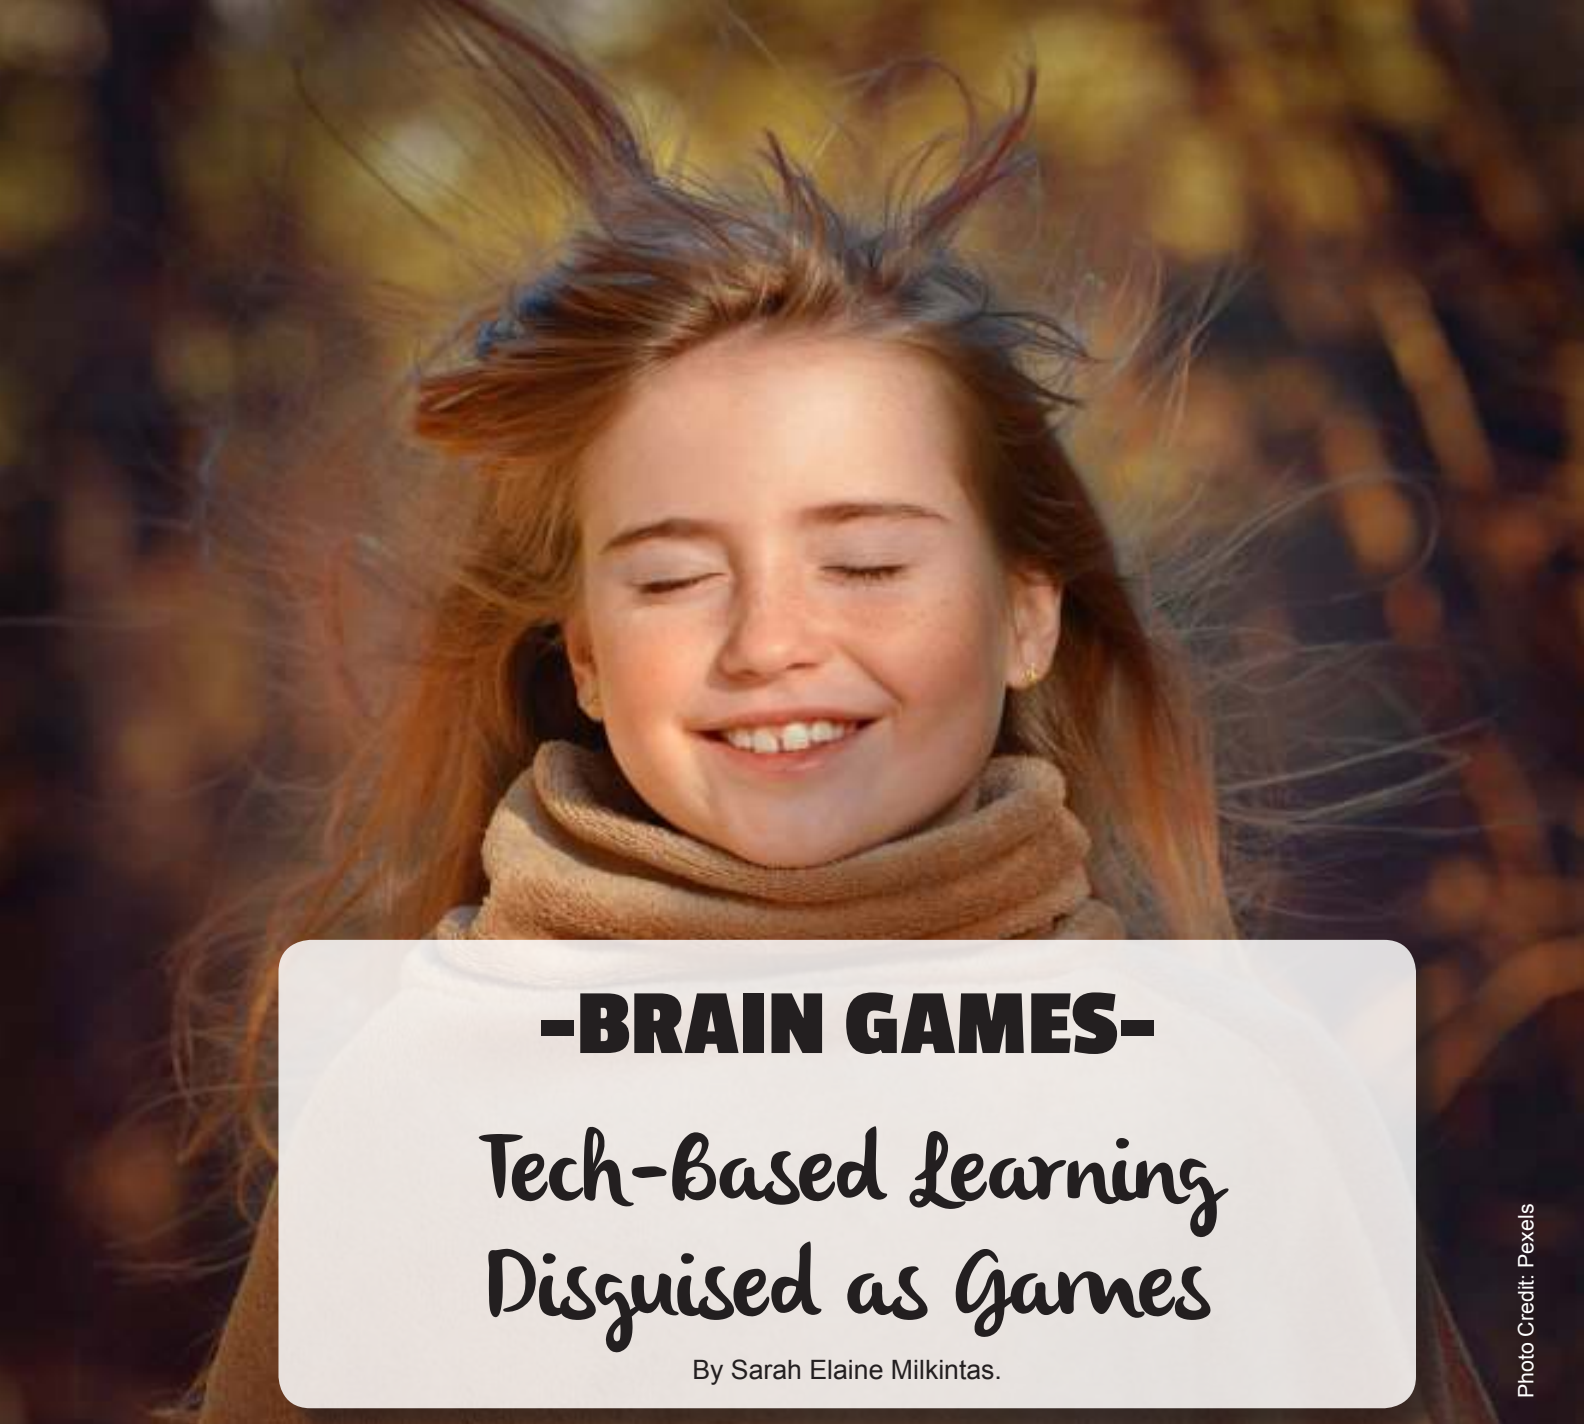 -BRAIN GAMES-
Tech-Based Learning
Disguised as Games
By Sarah Elaine Milkintas.
Photo Credit: Pexels